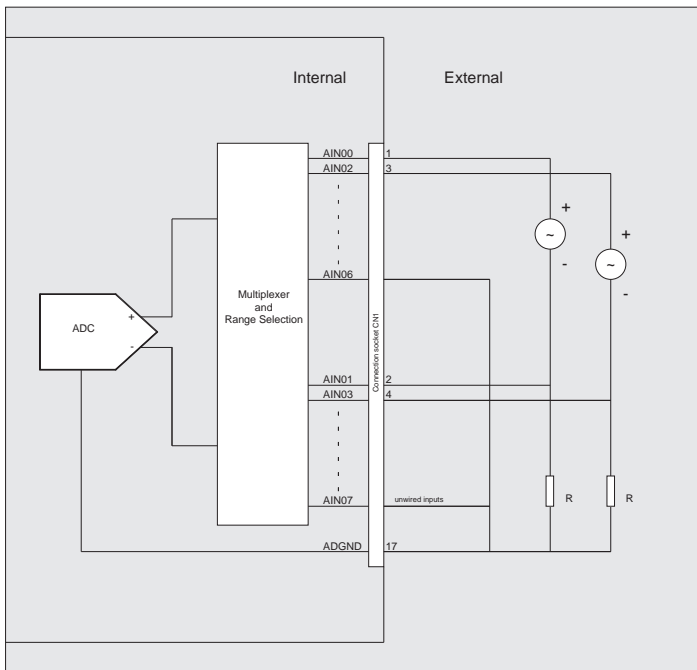 Internal External
AIN00 1
AIN02 3
+
~
-
+
~
-
AIN06
Multiplexer
and
Range Selection
ADC
+
-
Connection socket CN1
AIN01 2
AIN03 4
AIN07 unwired inputs
R R
ADGND 17